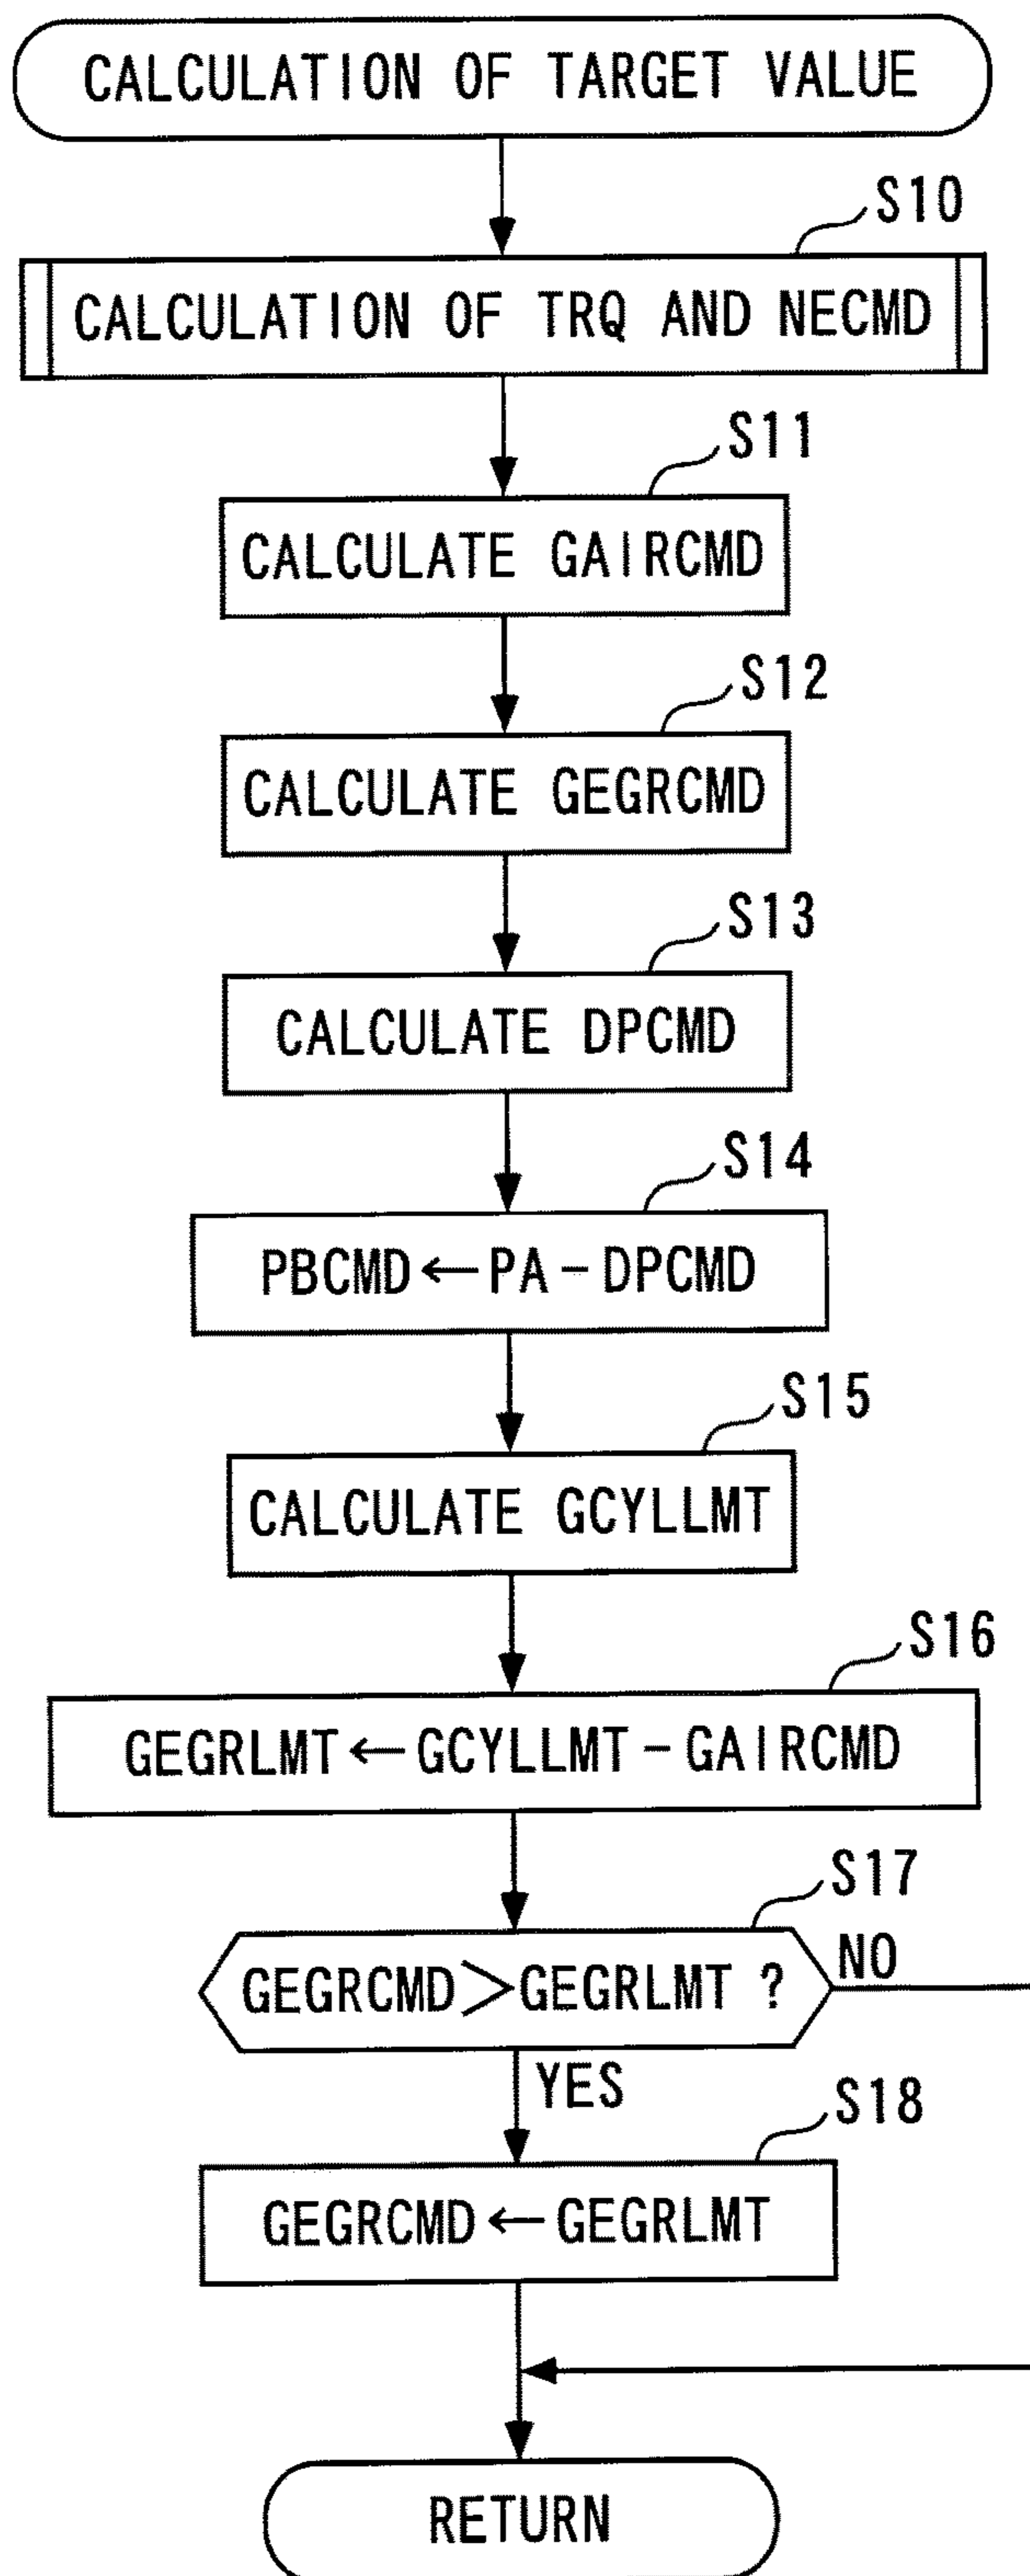 CALCULATION OF TARGET VALUE
S10
CALCULATION OF TRQ AND NECMD
S11
CALCULATE GAIRCMD
S12
CALCULATE GEGRCMD
S13
CALCULATE DPCMD
S14
PBCMD←PA−DPCMD
S15
CALCULATE GCYLLMT
S16
GEGRLMT←GCYLLMT−GAIRCMD
S17
GEGRCMD>GEGRLMT ?
NO
YES
S18
GEGRCMD←GEGRLMT
RETURN